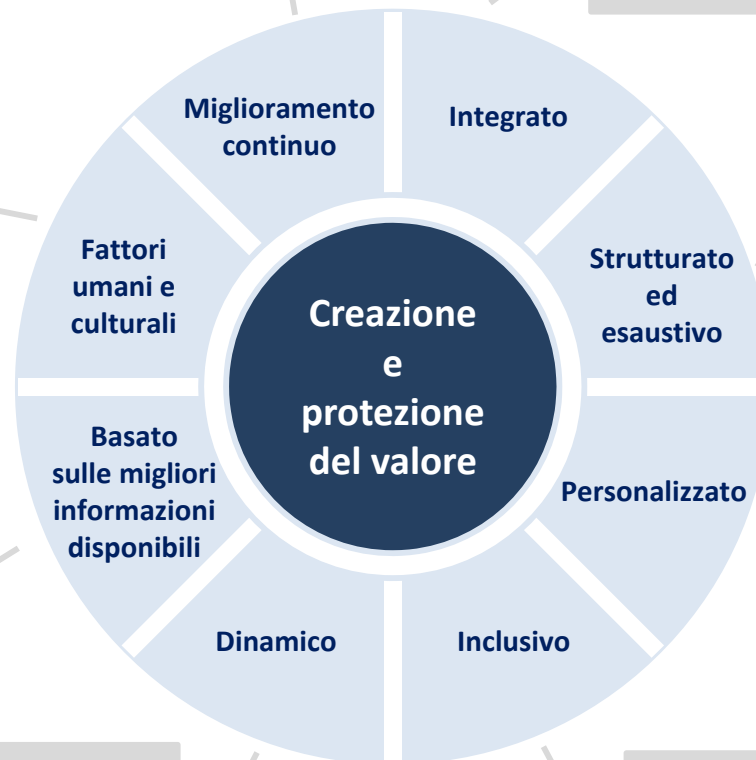 Miglioramento
continuo
Integrato
Fattori
umani e
culturali
Creazione
e
protezione
del valore
Strutturato
ed
esaustivo
Basato
sulle migliori
informazioni
disponibili
Personalizzato
Dinamico
Inclusivo